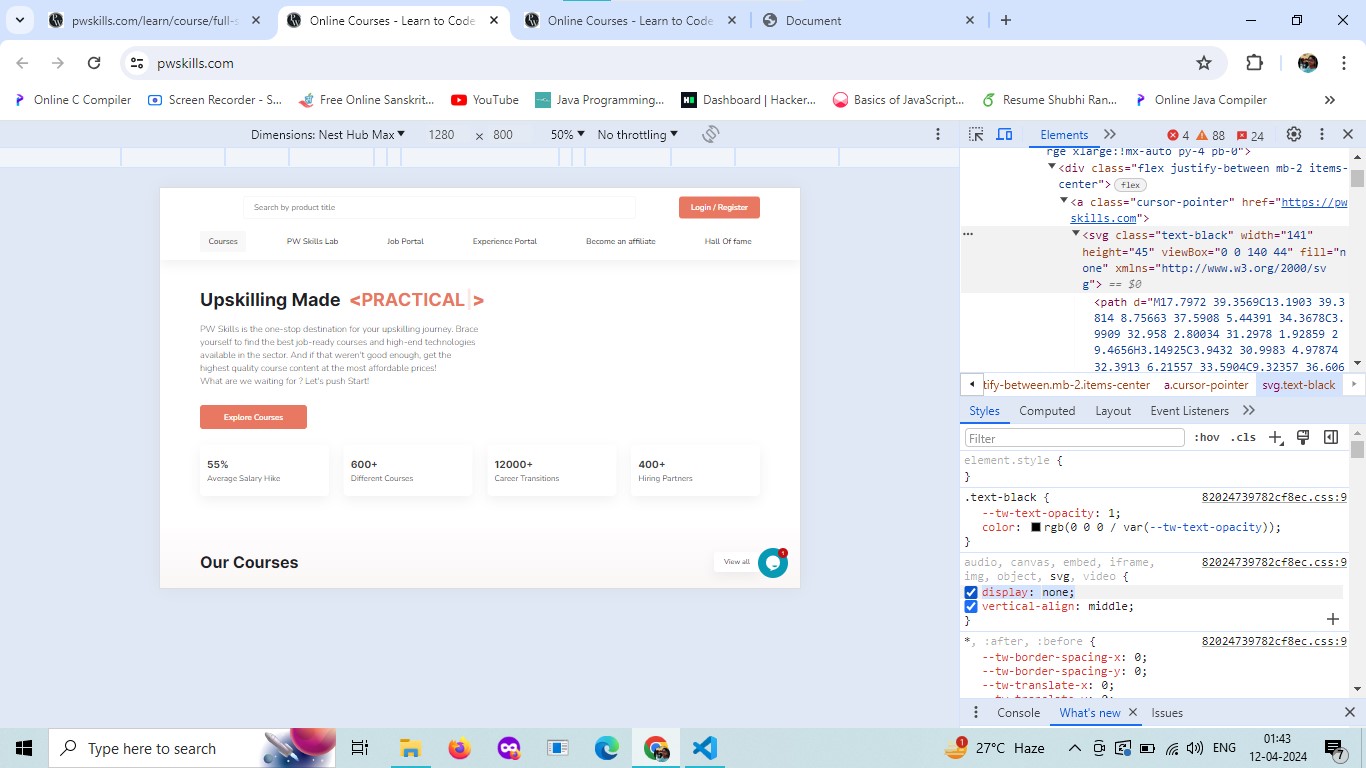 pwskills.com/learn/course/full-s
Online Courses - Learn to Code
Online Courses - Learn to Code
Document
pwskills.com
Online C Compiler
Screen Recorder - S...
Free Online Sanskrit...
YouTube
Java Programming...
Dashboard | Hacker...
Basics of JavaScript...
Resume Shubhi Ran...
Online Java Compiler
Dimensions: Nest Hub Max
1280 × 800
50%
No throttling
Elements
4 88 24
Search by product title
Login / Register
Courses
PW Skills Lab
Job Portal
Experience Portal
Become an affiliate
Hall Of fame
Upskilling Made <PRACTICAL >
PW Skills is the one-stop destination for your upskilling journey. Brace
yourself to find the best job-ready courses and high-end technologies
available in the sector. And if that weren't good enough, get the
highest quality course content at the most affordable prices!
What are we waiting for ? Let's push Start!
Explore Courses
55%
Average Salary Hike
600+
Different Courses
12000+
Career Transitions
400+
Hiring Partners
Our Courses
View all
1
rge xlarge:!mx-auto py-4 pb-0">
<div class="flex justify-between mb-2 items-
center"> flex
<a class="cursor-pointer" href="https://pw
skills.com">
<svg class="text-black" width="141"
height="45" viewBox="0 0 140 44" fill="n
one" xmlns="http://www.w3.org/2000/sv
g"> == $0
<path d="M17.7972 39.3569C13.1903 39.3
814 8.75663 37.5908 5.44391 34.3678C3.
9909 32.958 2.80034 31.2978 1.92859 2
9.4656H3.14925C3.9432 30.9983 4.97874
32.3913 6.21557 33.5904C9.32357 36.606
tify-between.mb-2.items-center
a.cursor-pointer
svg.text-black
Styles
Computed
Layout
Event Listeners
Filter
:hov .cls
element.style {
}
.text-black {
82024739782cf8ec.css:9
--tw-text-opacity: 1;
color: rgb(0 0 0 / var(--tw-text-opacity));
}
audio, canvas, embed, iframe,
82024739782cf8ec.css:9
img, object, svg, video {
display: none;
vertical-align: middle;
}
*, :after, :before {
82024739782cf8ec.css:9
--tw-border-spacing-x: 0;
--tw-border-spacing-y: 0;
--tw-translate-x: 0;
Console
What's new
Issues
Type here to search
1
27°C Haze
ENG
01:43
12-04-2024
7